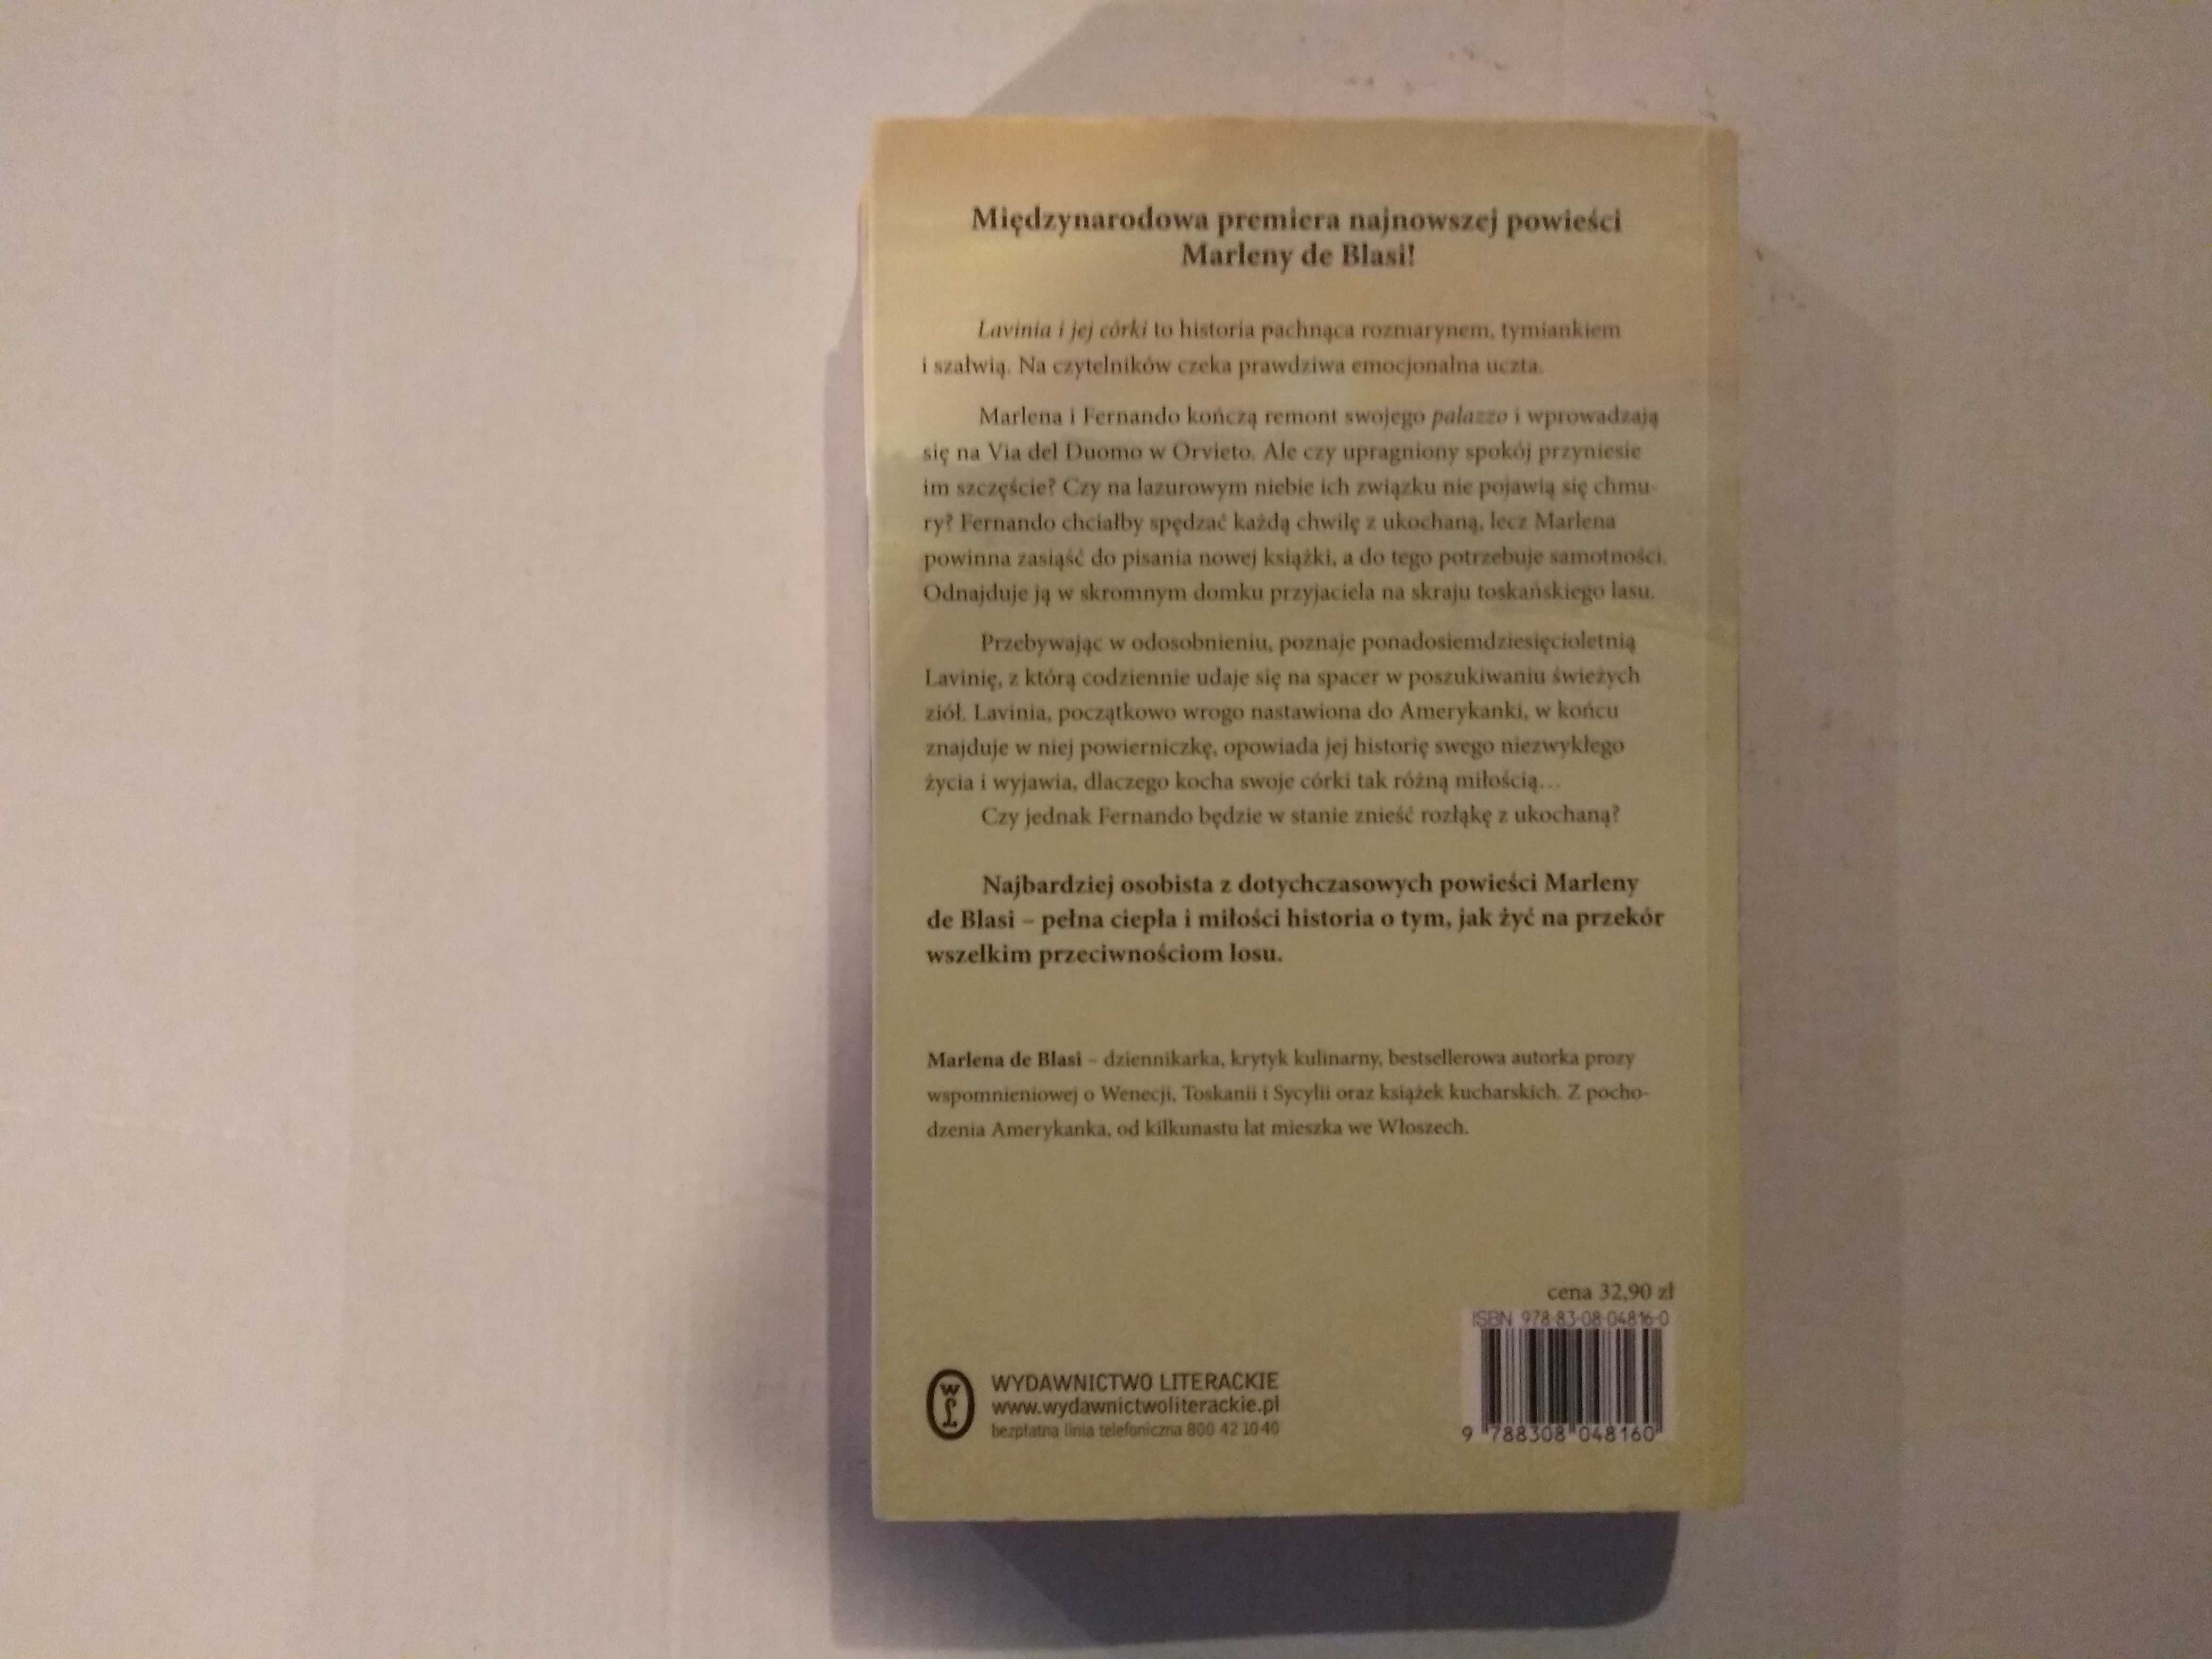 Międzynarodowa premiera najnowszej powieści
Marleny de Blasi!
Lavinia i jej córki to historia pachnąca rozmarynem, tymiankiem
i szałwią. Na czytelników czeka prawdziwa emocjonalna uczta.
Marlena i Fernando kończą remont swojego palazzo i wprowadzają
się na Via del Duomo w Orvieto. Ale czy upragniony spokój przyniesie
im szczęście? Czy na lazurowym niebie ich związku nie pojawią się chmu-
ry? Fernando chciałby spędzać każdą chwilę z ukochaną, lecz Marlena
powinna zasiąść do pisania nowej książki, a do tego potrzebuje samotności.
Odnajduje ją w skromnym domku przyjaciela na skraju toskańskiego lasu.
Przebywając w odosobnieniu, poznaje ponadosiemdziesięcioletnią
Lavinię, z którą codziennie udaje się na spacer w poszukiwaniu świeżych
ziół. Lavinia, początkowo wrogo nastawiona do Amerykanki, w końcu
znajduje w niej powierniczkę, opowiada jej historię swego niezwykłego
życia i wyjawia, dlaczego kocha swoje córki tak różną miłością...
Czy jednak Fernando będzie w stanie znieść rozłąkę z ukochaną?
Najbardziej osobista z dotychczasowych powieści Marleny
de Blasi – pełna ciepła i miłości historia o tym, jak żyć na przekór
wszelkim przeciwnościom losu.
Marlena de Blasi – dziennikarka, krytyk kulinarny, bestsellerowa autorka prozy
wspomnieniowej o Wenecji, Toskanii i Sycylii oraz książek kucharskich. Z pocho-
dzenia Amerykanka, od kilkunastu lat mieszka we Włoszech.
cena 32,90 zł
ISBN 978-83-08-04816-0
9 788308 048160
WYDAWNICTWO LITERACKIE
www.wydawnictwoliterackie.pl
bezpłatna linia telefoniczna 800 42 10 40